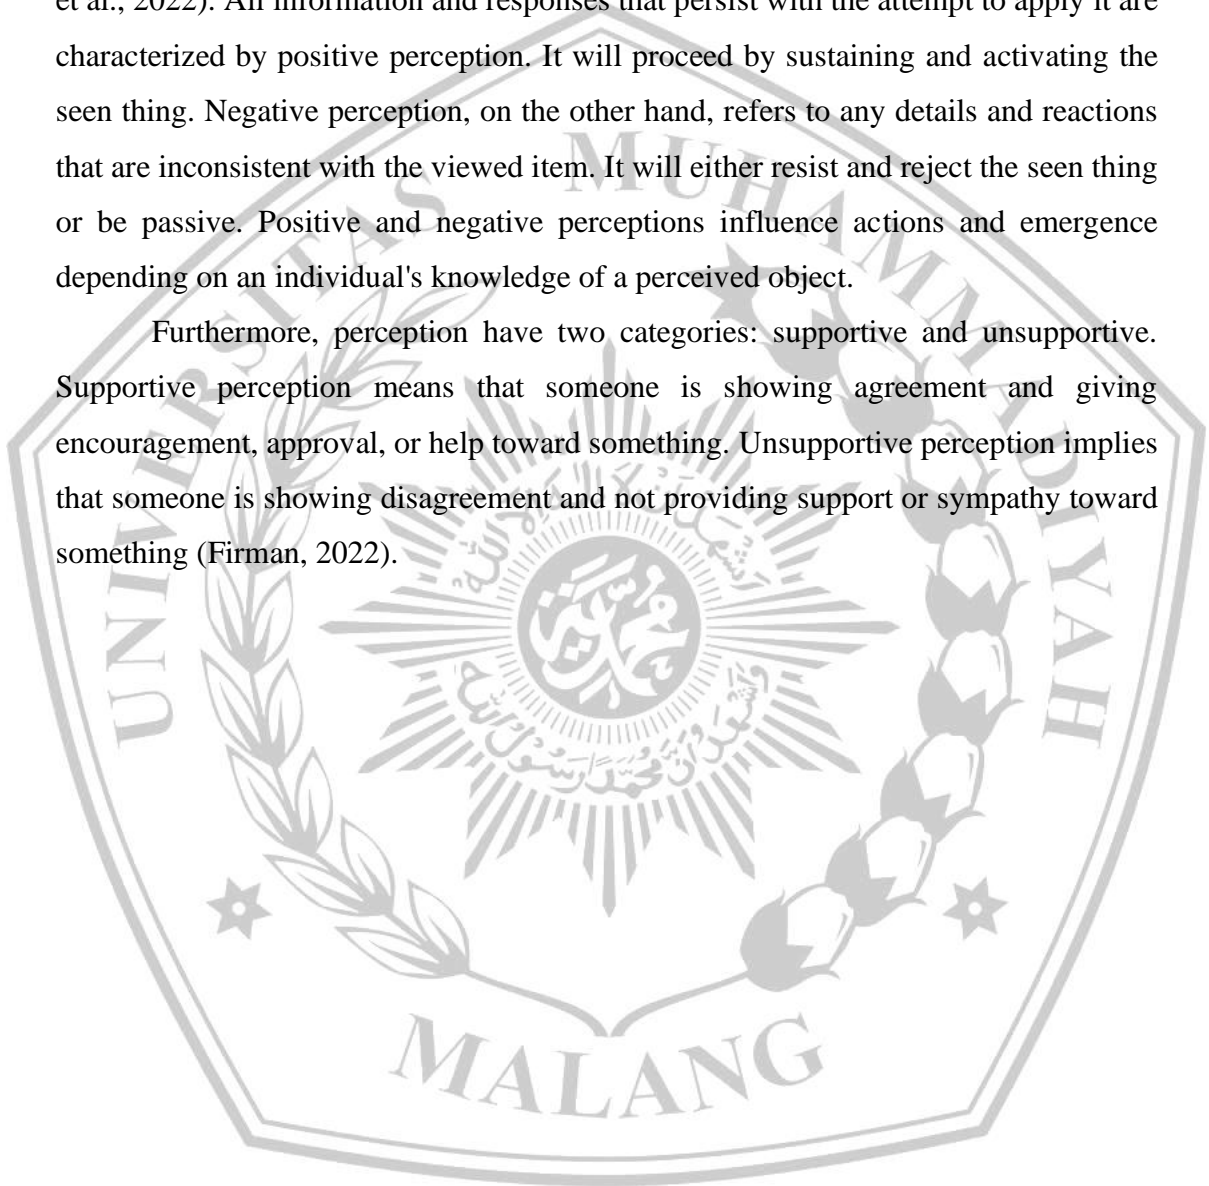 et al., 2022). All information and responses that persist with the attempt to apply it are
characterized by positive perception. It will proceed by sustaining and activating the
seen thing. Negative perception, on the other hand, refers to any details and reactions
that are inconsistent with the viewed item. It will either resist and reject the seen thing
or be passive. Positive and negative perceptions influence actions and emergence
depending on an individual's knowledge of a perceived object.
Furthermore, perception have two categories: supportive and unsupportive.
Supportive perception means that someone is showing agreement and giving
encouragement, approval, or help toward something. Unsupportive perception implies
that someone is showing disagreement and not providing support or sympathy toward
something (Firman, 2022).
UNIVERSITAS MUHAMMADIYAH
MALANG